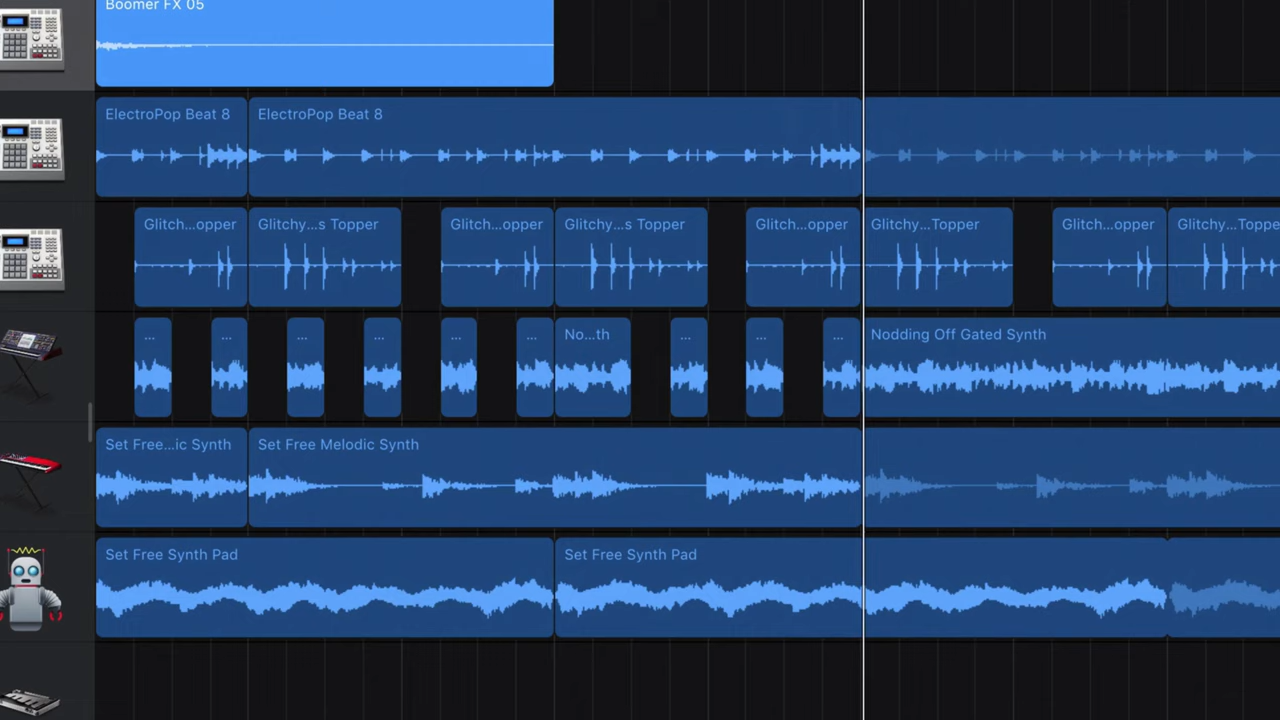 Boomer FX 05
ElectroPop Beat 8
ElectroPop Beat 8
Glitch...opper
Glitchy...s Topper
Glitch...opper
Glitchy...s Topper
Glitch...opper
Glitchy...Topper
Glitch...opper
Glitchy...Toppe
...
...
...
...
...
...
No...th
...
...
...
Nodding Off Gated Synth
Set Free...ic Synth
Set Free Melodic Synth
Set Free Synth Pad
Set Free Synth Pad